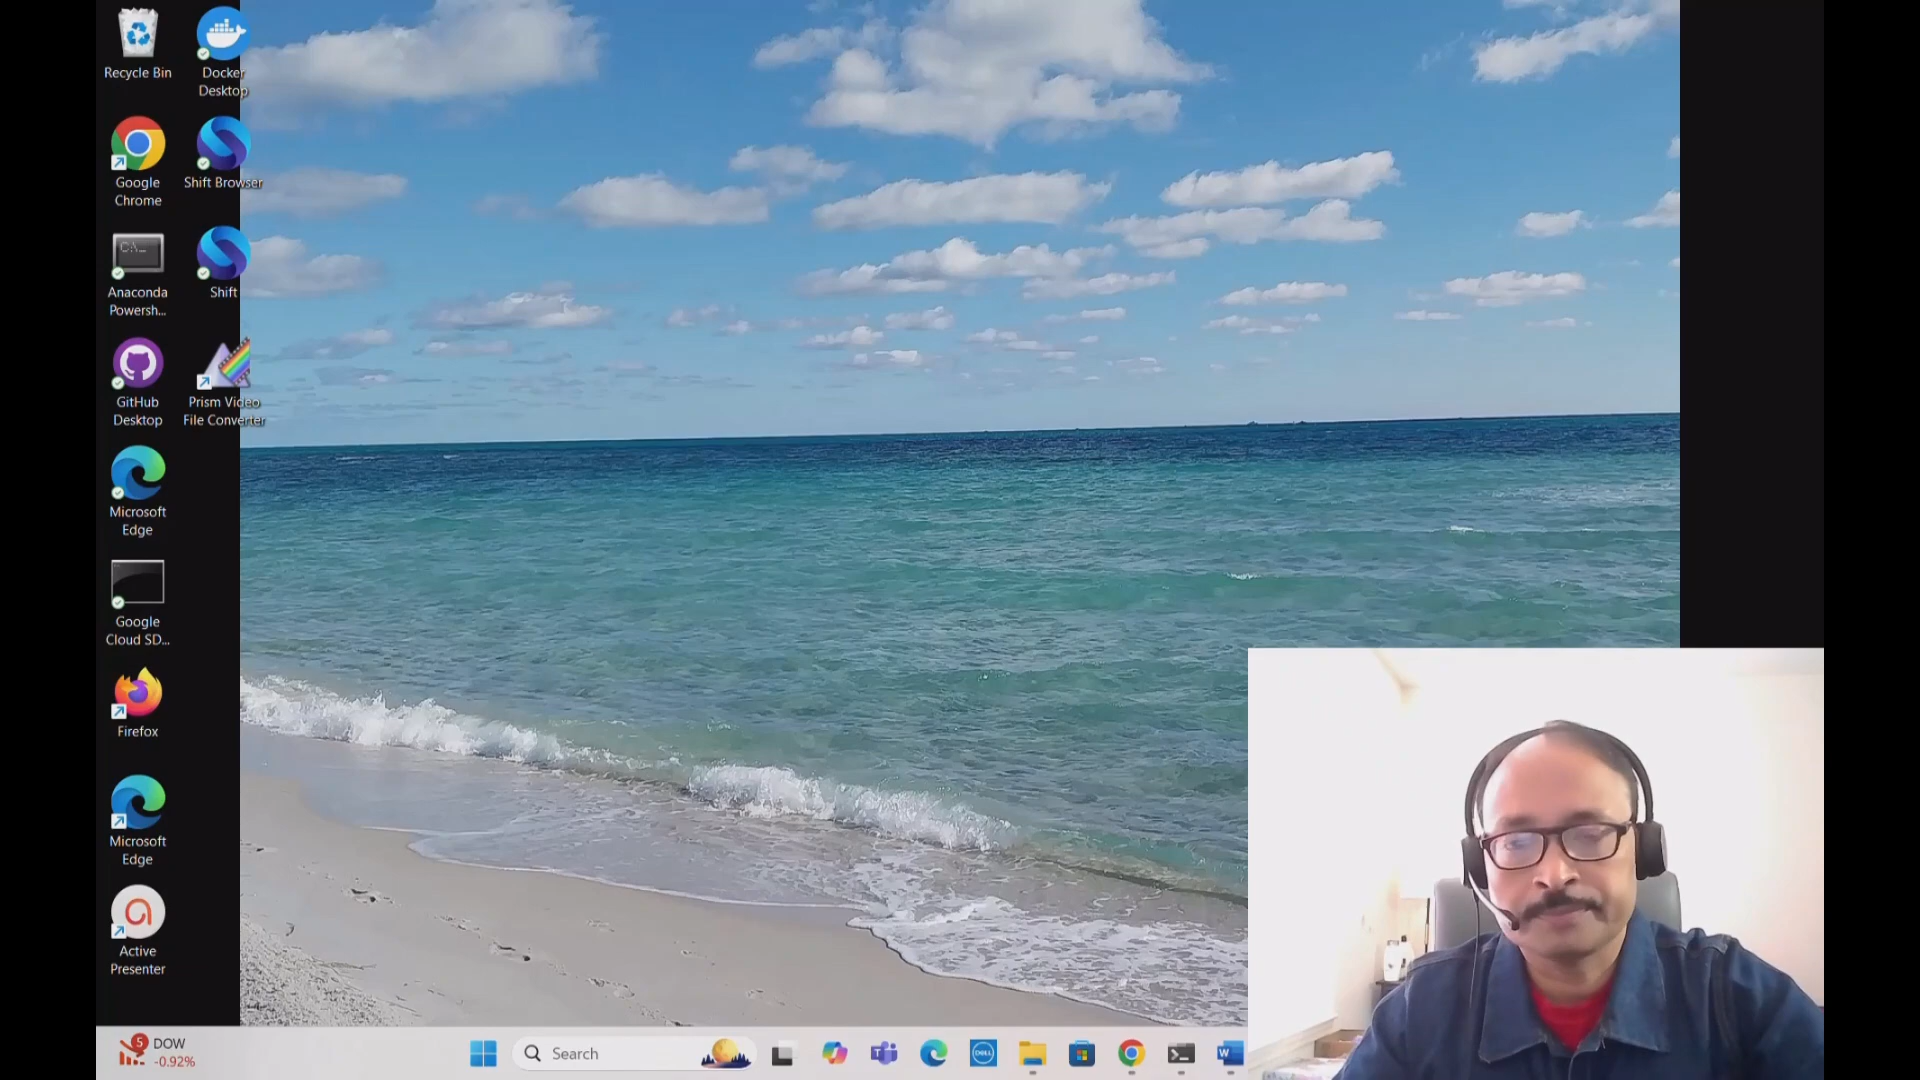 Recycle Bin
Docker
Desktop
Google
Chrome
Shift Browser
Anaconda
Powersh...
Shift
GitHub
Desktop
Prism Video
File Converter
Microsoft
Edge
Google
Cloud SD...
Firefox
Microsoft
Edge
Active
Presenter
5
DOW
-0.92%
Search
DELL
W